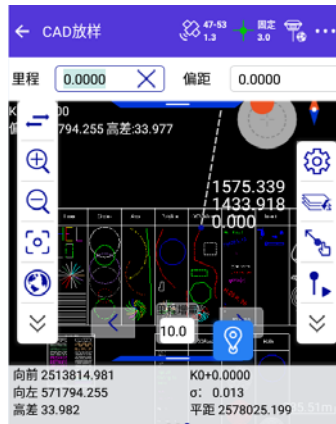 CAD放样
47-53
1.3
固定
3.0
里程 0.0000 偏距 0.0000
794.255 高差:33.977
1575.339
1433.918
0.000
10.0
向前 2513814.981 K0+0.0000
向左 571794.255 σ: 0.013
高差 33.982 平距 2578025.199